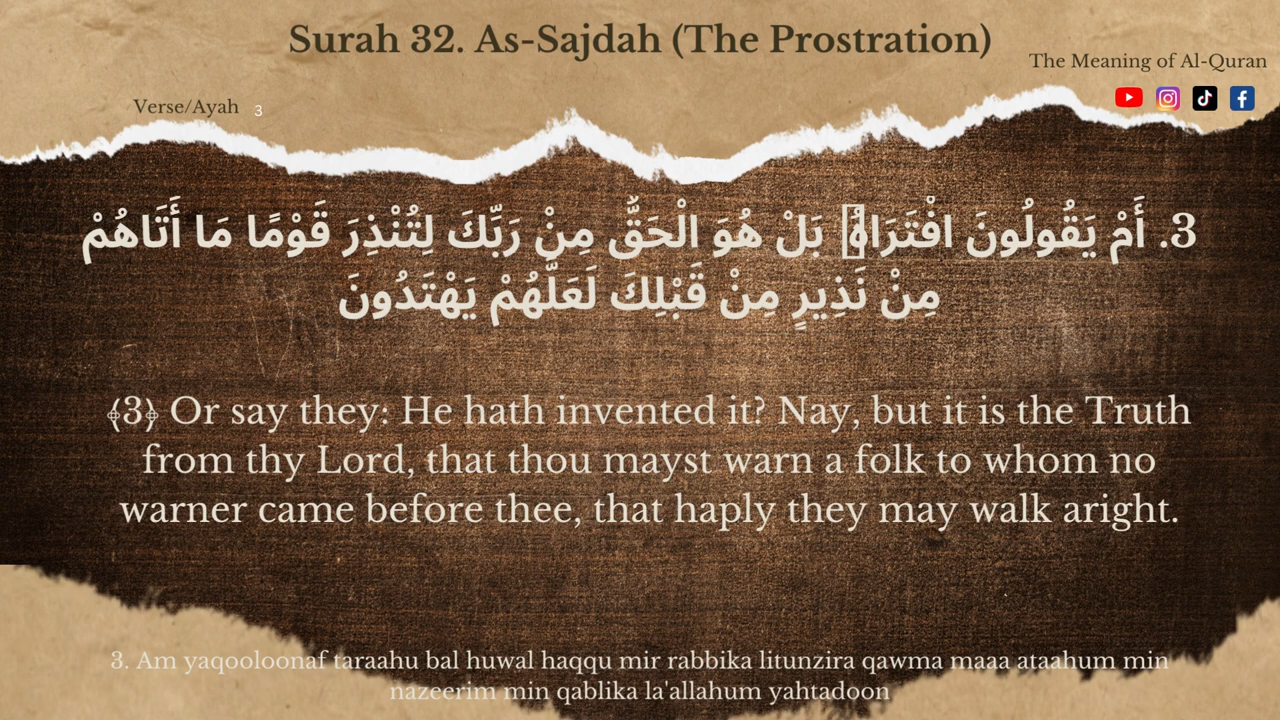 Surah 32. As-Sajdah (The Prostration)
The Meaning of Al-Quran
Verse/Ayah 3
3. أَمْ يَقُولُونَ افْتَرَاهُ بَلْ هُوَ الْحَقُّ مِنْ رَبِّكَ لِتُنْذِرَ قَوْمًا مَا أَتَاهُمْ
مِنْ نَذِيرٍ مِنْ قَبْلِكَ لَعَلَّهُمْ يَهْتَدُونَ
﴾3﴿ Or say they: He hath invented it? Nay, but it is the Truth
from thy Lord, that thou mayst warn a folk to whom no
warner came before thee, that haply they may walk aright.
3. Am yaqooloonaf taraahu bal huwal haqqu mir rabbika litunzira qawma maaa ataahum min
nazeerim min qablika la'allahum yahtadoon